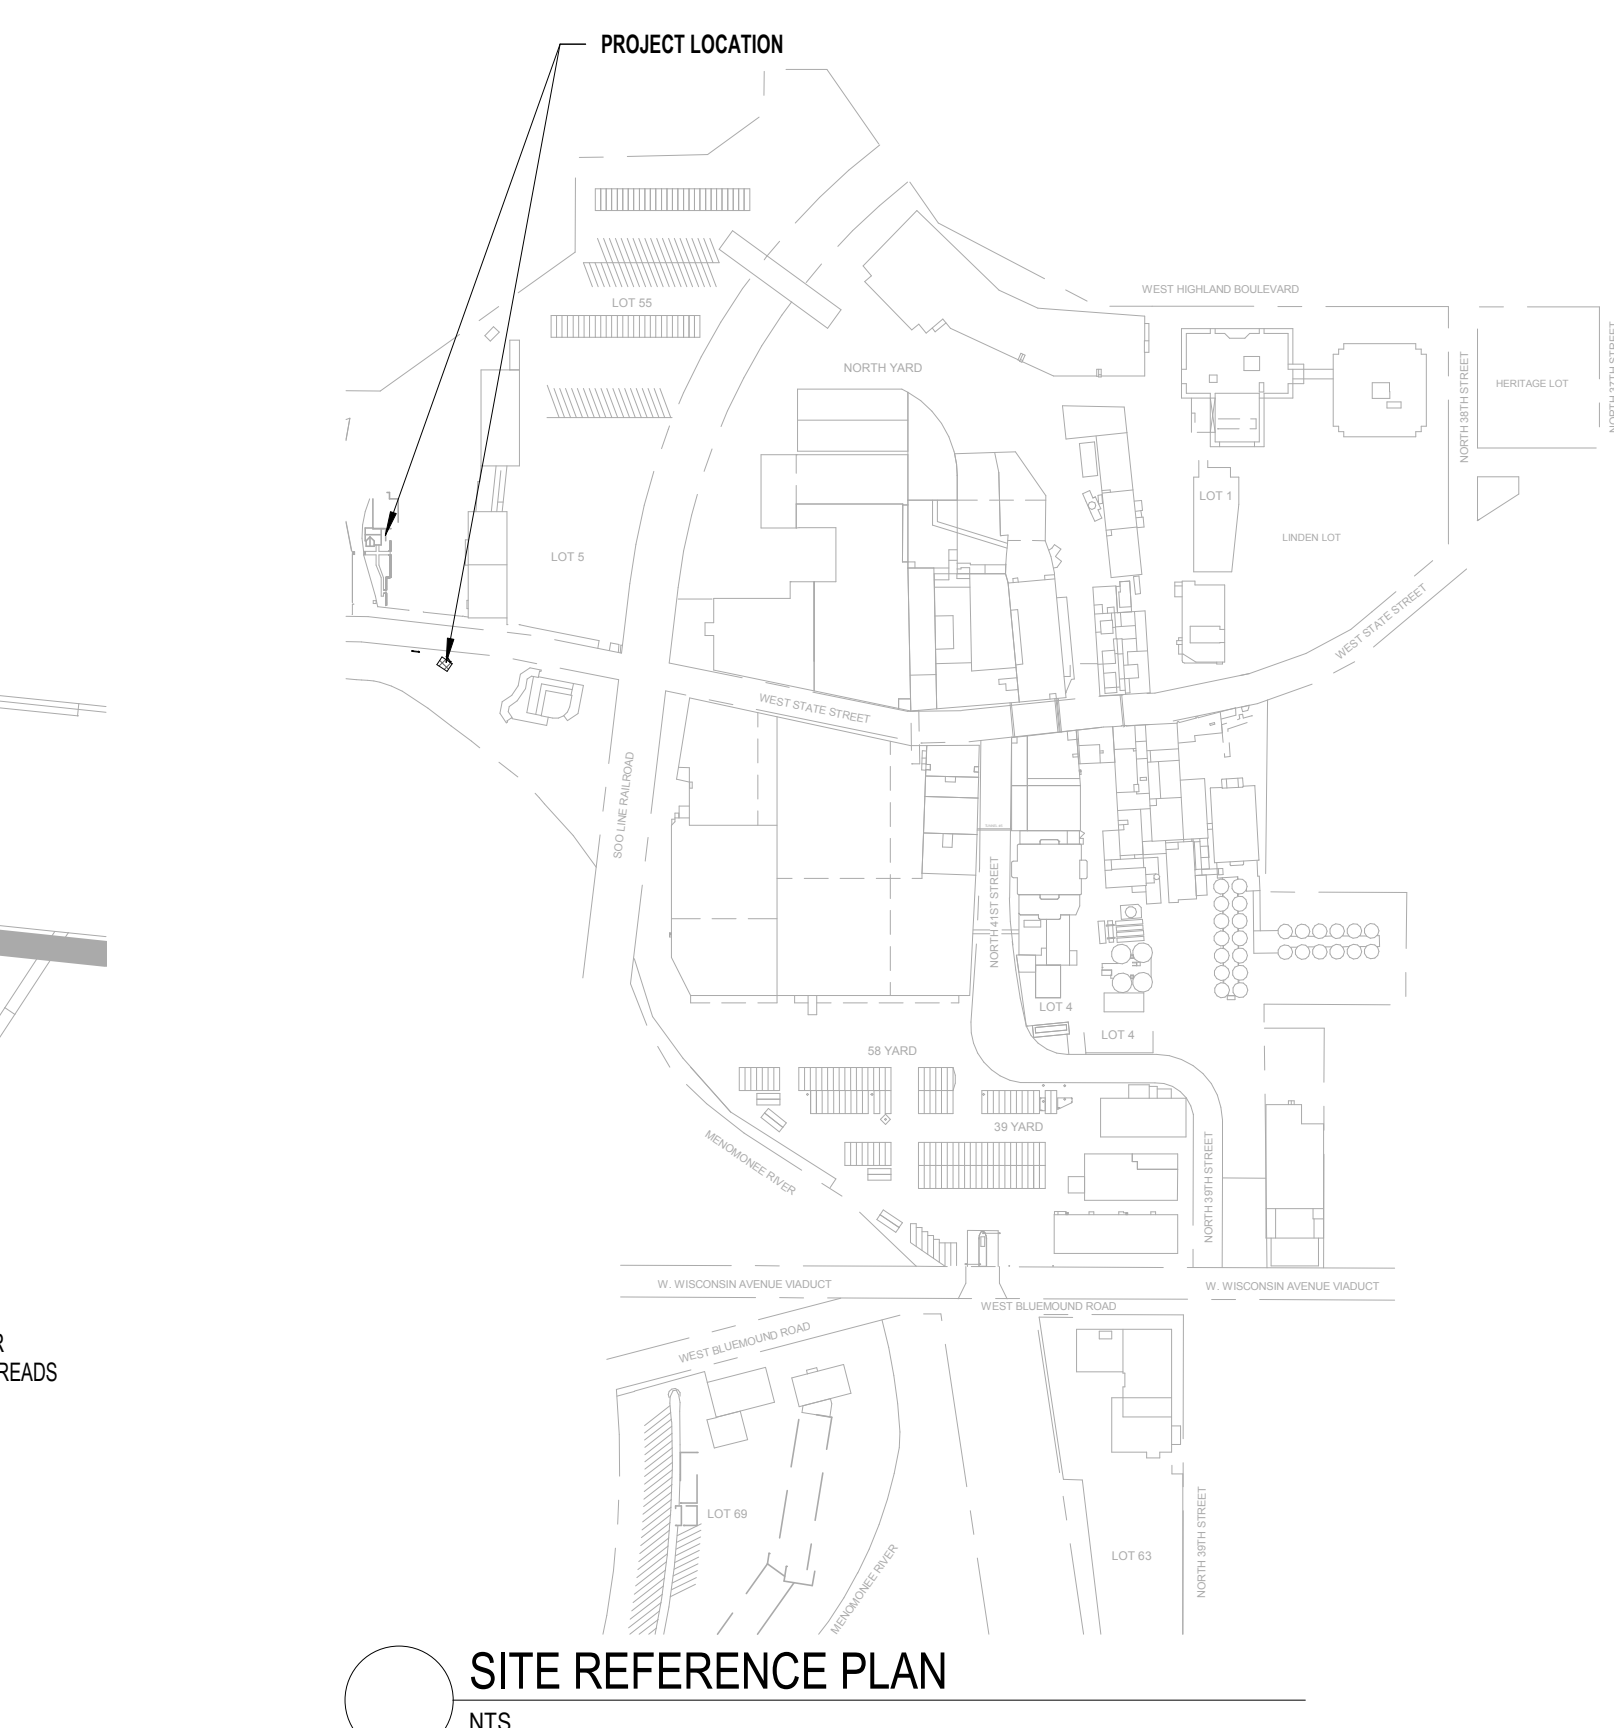 PROJECT LOCATION
WEST HIGHLAND BOULEVARD
LOT 55
NORTH 37TH STREET
NORTH YARD
NORTH 38TH STREET
HERITAGE LOT
LOT 1
LINDEN LOT
LOT 5
WEST STATE STREET
WEST STATE STREET
SOO LINE RAILROAD
NORTH 41ST STREET
LOT 4
LOT 4
58 YARD
39 YARD
MENOMONEE RIVER
NORTH 39TH STREET
W. WISCONSIN AVENUE VIADUCT
W. WISCONSIN AVENUE VIADUCT
WEST BLUEMOUND ROAD
WEST BLUEMOUND ROAD
R
READS
LOT 69
NORTH 39TH STREET
LOT 63
MENOMONEE RIVER
SITE REFERENCE PLAN
NTS